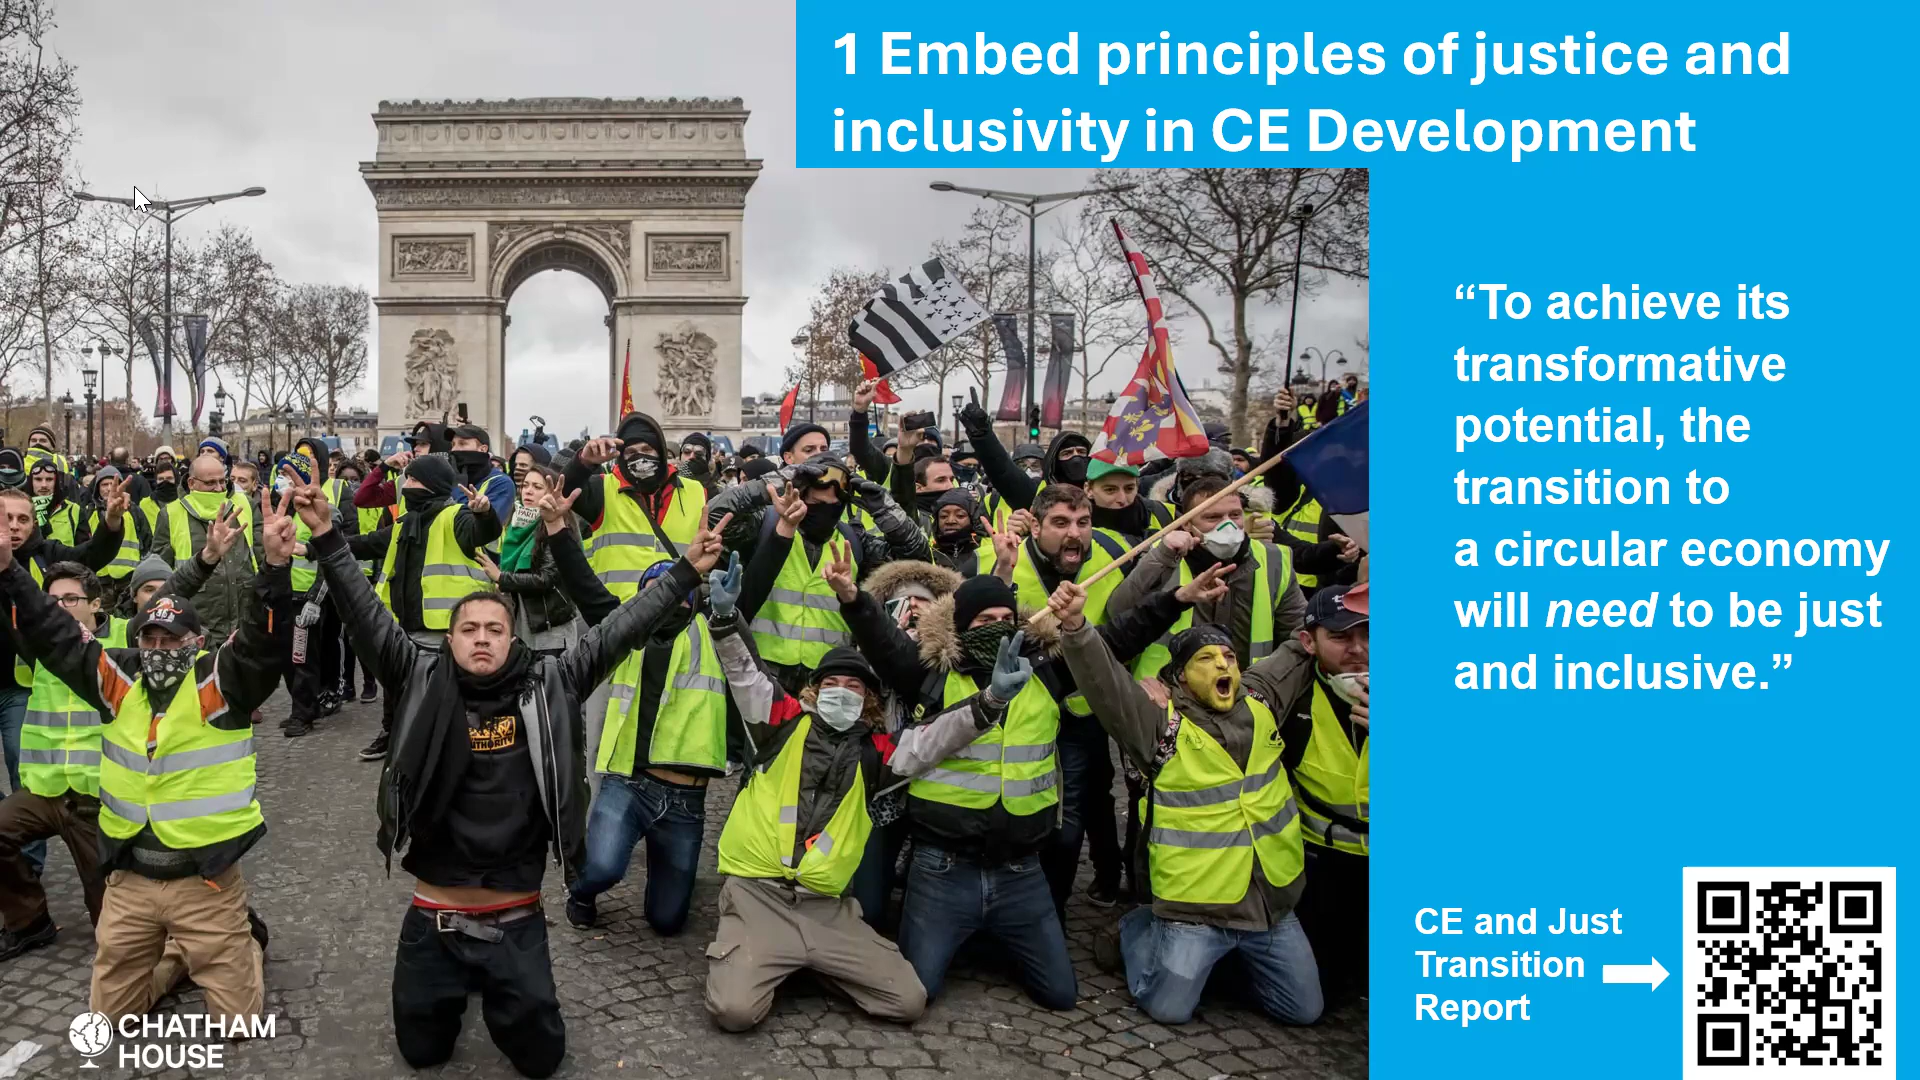 1 Embed principles of justice and
inclusivity in CE Development
“To achieve its
transformative
potential, the
transition to
a circular economy
will need to be just
and inclusive.”
CE and Just
Transition
Report
CHATHAM
HOUSE